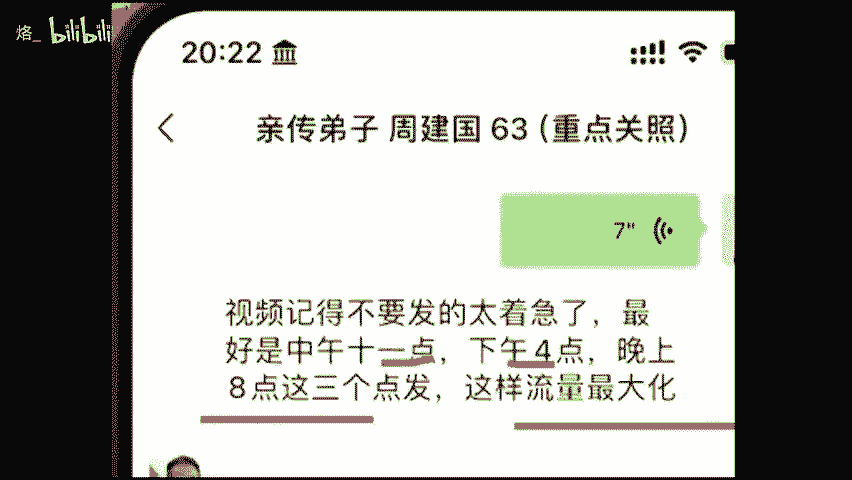 烙_ bilibili
20:22
亲传弟子 周建国 63（重点关照）
7"
视频记得不要发的太着急了，最
好是中午十一点，下午4点，晚上
8点这三个点发，这样流量最大化